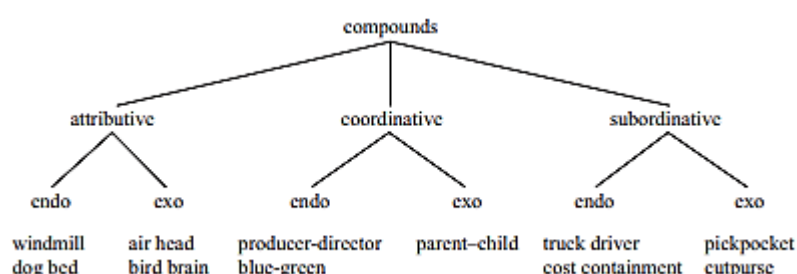 compounds
attributive coordinative subordinative
endo exo endo exo endo exo
windmill air head producer-director parent–child truck driver pickpocket
dog bed bird brain blue-green cost containment cutpurse